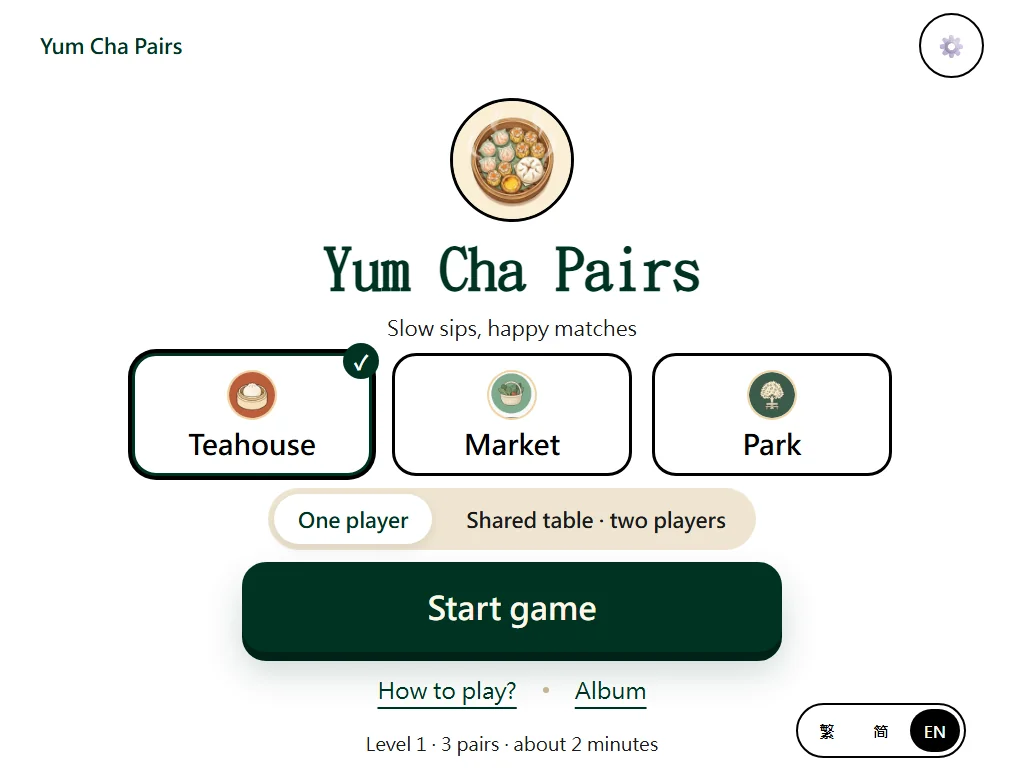 Yum Cha Pairs
Yum Cha Pairs
Slow sips, happy matches
Teahouse
Market
Park
One player
Shared table · two players
Start game
How to play? • Album
Level 1 · 3 pairs · about 2 minutes
繁 简 EN